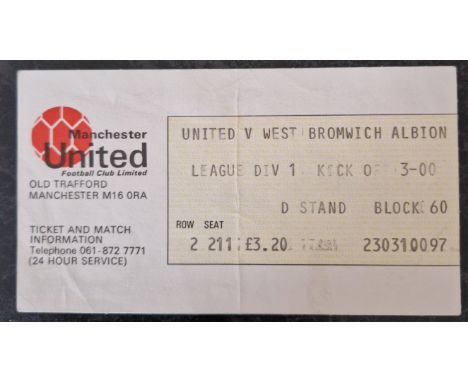 Manchester
United
Football Club Limited
OLD TRAFFORD
MANCHESTER M16 0RA
TICKET AND MATCH
INFORMATION
Telephone 061-872 7771
(24 HOUR SERVICE)
UNITED V WEST BROMWICH ALBION
LEAGUE DIV 1 KICK OFF 3-00
D STAND BLOCK 60
ROW SEAT
2 211 £3.20 230310097